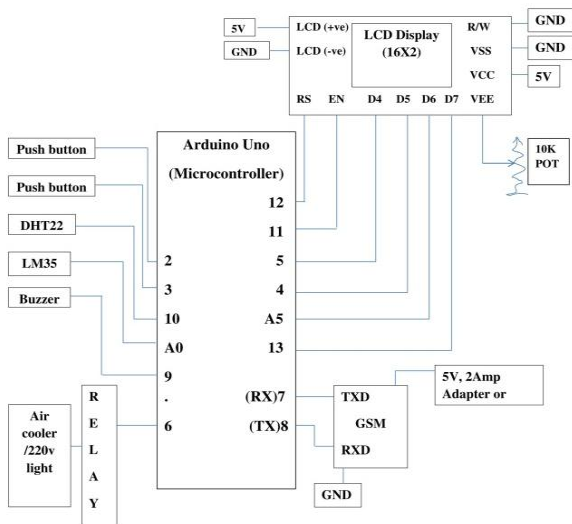 5V
LCD (+ve)
GND
LCD (-ve)
LCD Display
(16X2)
R/W
GND
VSS
GND
VCC
5V
RS
EN
D4
D5
D6
D7
VEE
10K
POT
Push button
Push button
DHT22
LM35
Buzzer
Air
cooler
/220v
light
R
E
L
A
Y
Arduino Uno
(Microcontroller)
12
11
2
5
3
4
10
A5
A0
13
9
.
(RX)7
6
(TX)8
TXD
GSM
RXD
GND
5V, 2Amp
Adapter or